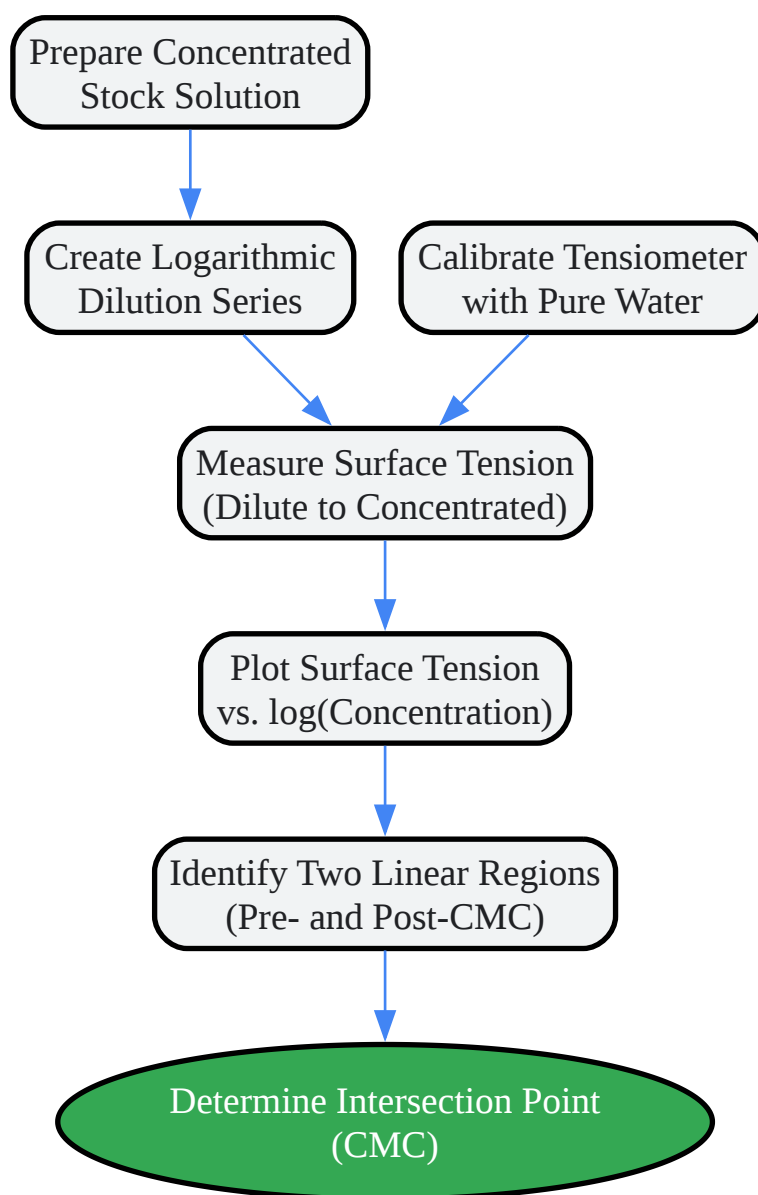 Prepare Concentrated
Stock Solution
Create Logarithmic
Dilution Series
Calibrate Tensiometer
with Pure Water
Measure Surface Tension
(Dilute to Concentrated)
Plot Surface Tension
vs. log(Concentration)
Identify Two Linear Regions
(Pre- and Post-CMC)
Determine Intersection Point
(CMC)